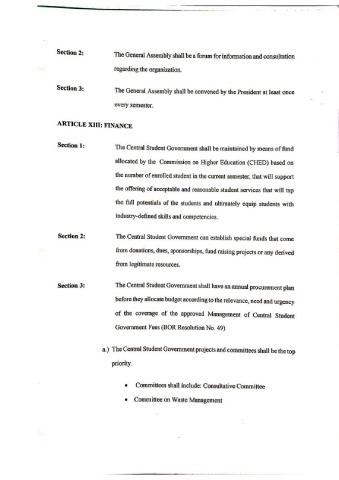 Section 2: The General Assembly shall be a forum for information and consultation
regarding the organization.
Section 3: The General Assembly shall be convened by the President at least once
every semester.
ARTICLE XIII: FINANCE
Section 1: The Central Student Government shall be maintained by means of fund
allocated by the Commission on Higher Education (CHED) based on
the number of enrolled student in the current semester, that will support
the offering of acceptable and reasonable student services that will tap
the full potentials of the students and ultimately equip students with
industry-defined skills and competencies.
Section 2: The Central Student Government can establish special funds that come
from donations, dues, sponsorships, fund raising projects or any derived
from legitimate resources.
Section 3: The Central Student Government shall have an annual procurement plan
before they allocate budget according to the relevance, need and urgency
of the coverage of the approved Management of Central Student
Government Fees (BOR Resolution No. 49)
a.) The Central Student Government projects and committees shall be the top
priority.
• Committees shall include: Consultative Committee
• Committee on Waste Management